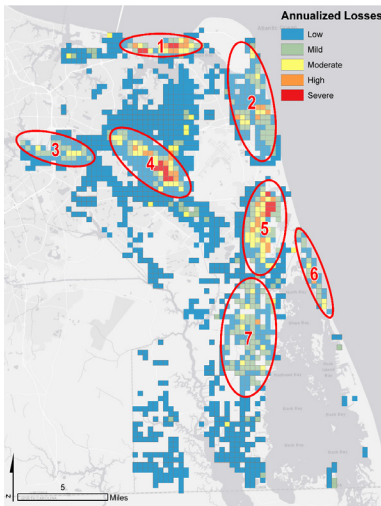 Annualized Losses
Low
Mild
Moderate
High
Severe
1
2
3
4
5
6
7
5
Miles